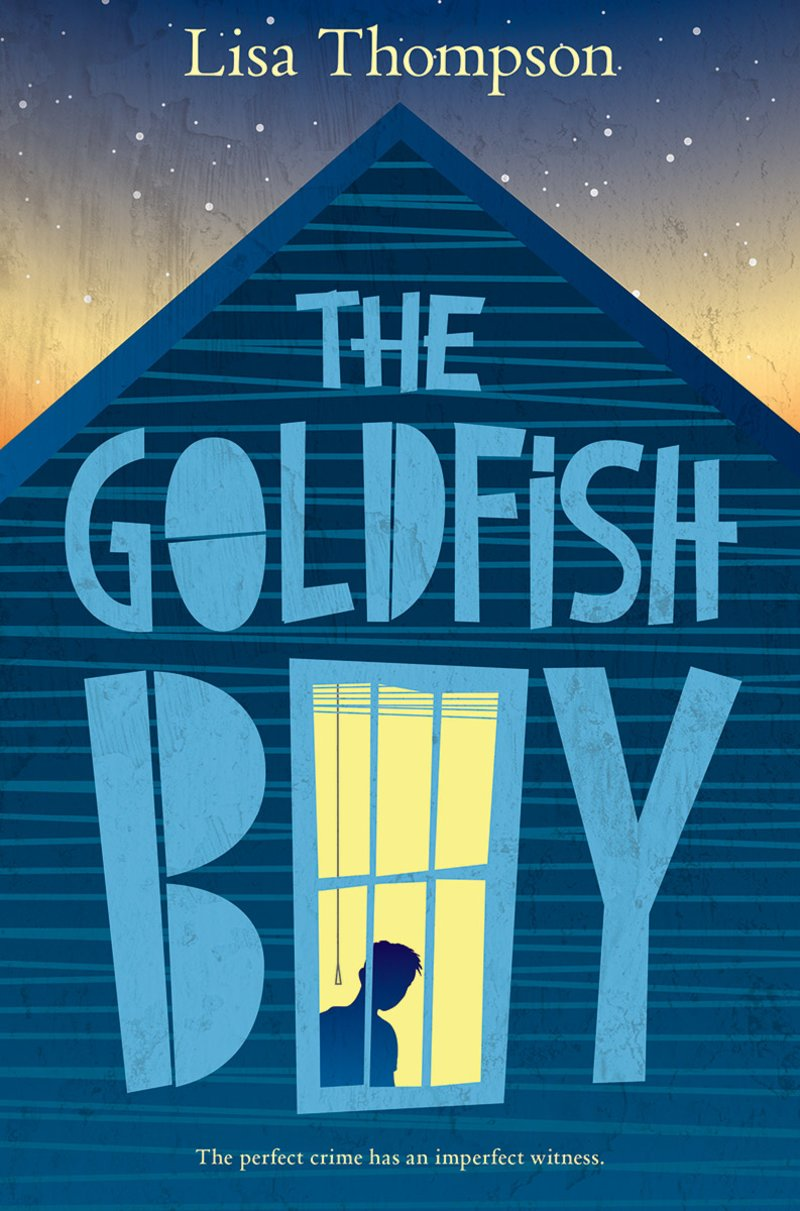 Lisa Thompson
THE
GOLDFiSH
BOY
The perfect crime has an imperfect witness.